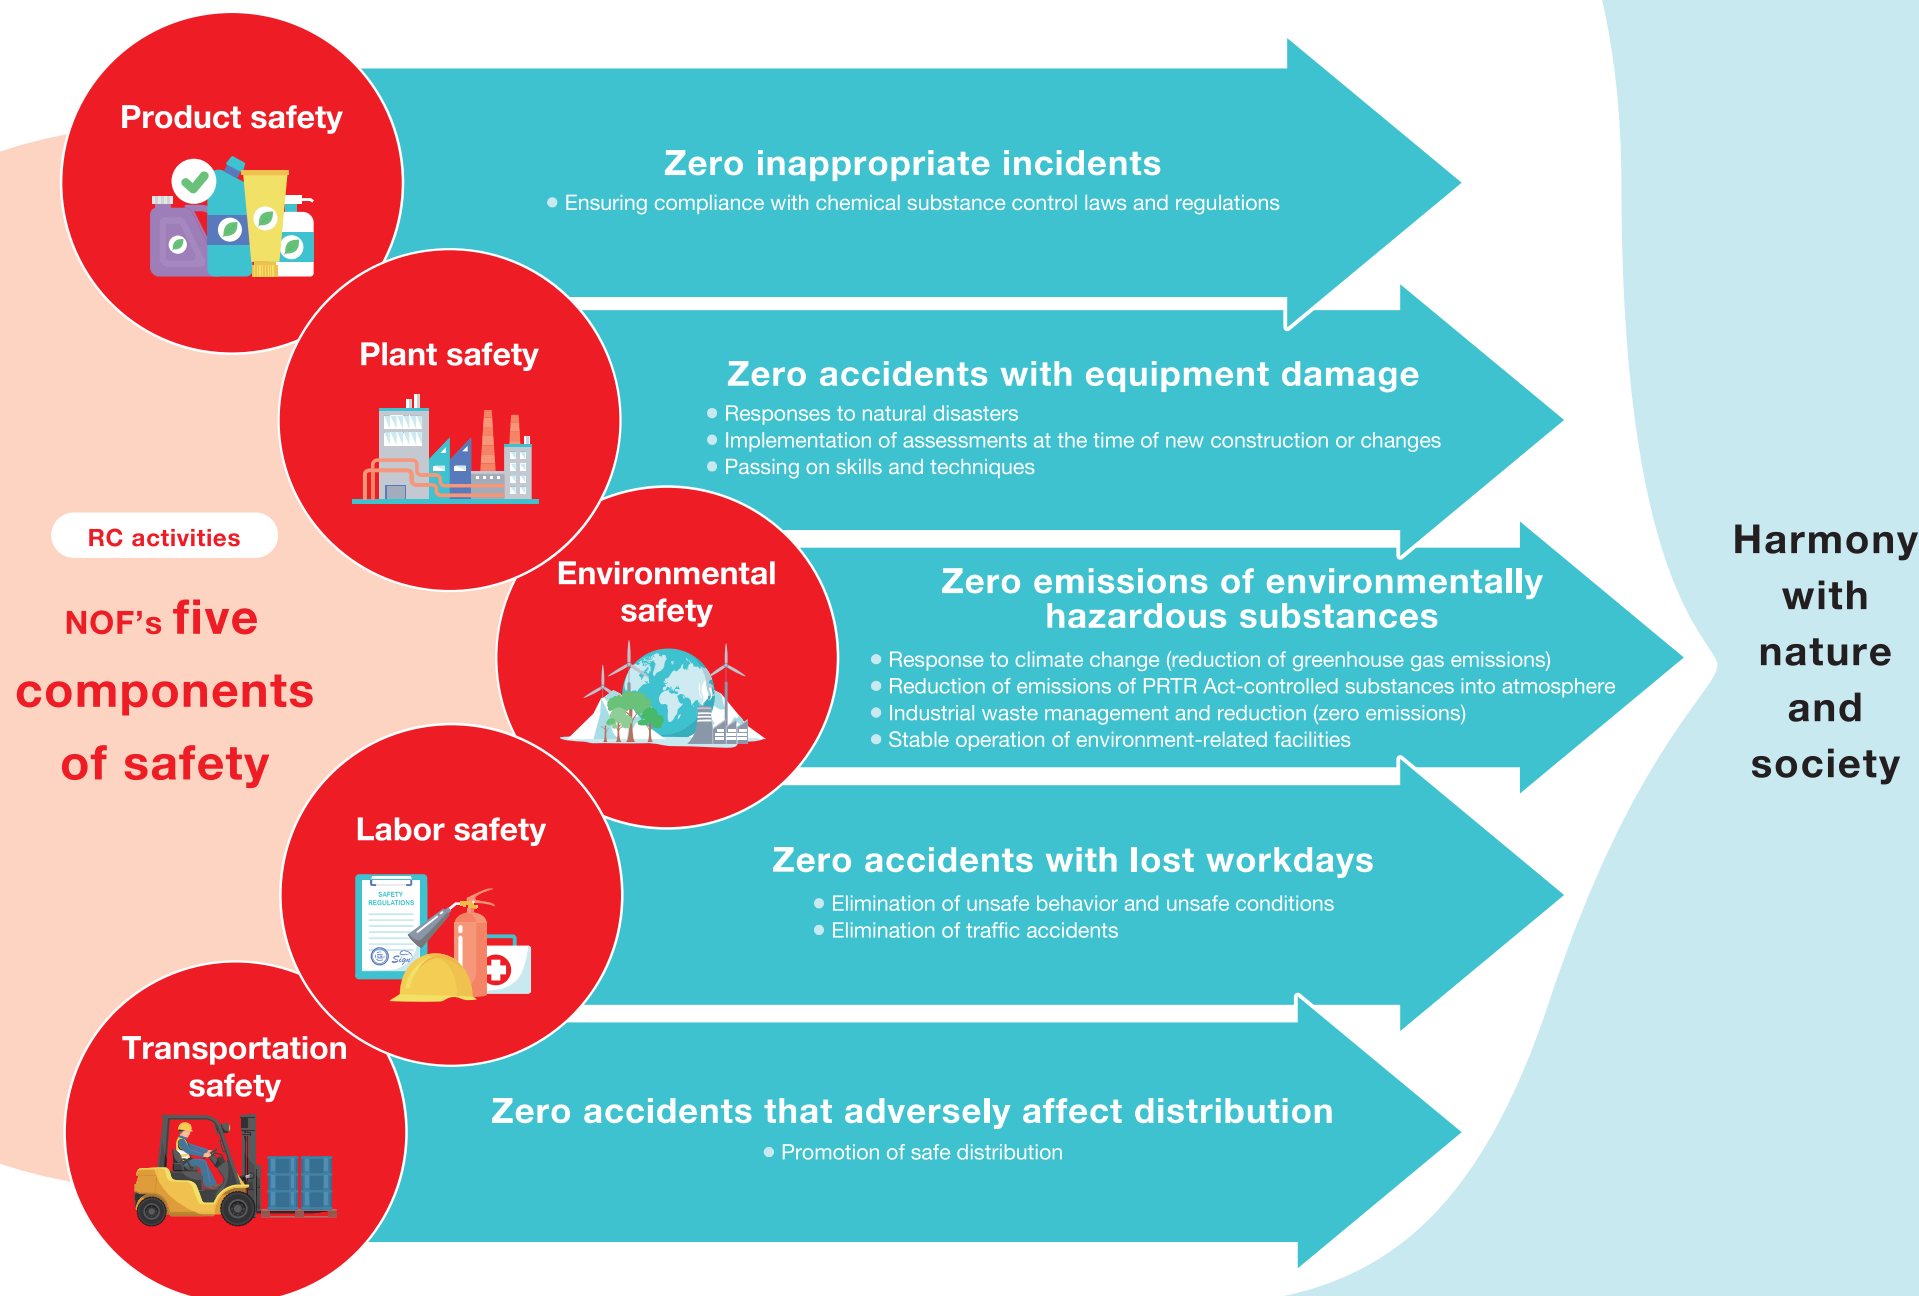 Product safety
Zero inappropriate incidents
● Ensuring compliance with chemical substance control laws and regulations
Plant safety
Zero accidents with equipment damage
● Responses to natural disasters
● Implementation of assessments at the time of new construction or changes
● Passing on skills and techniques
RC activities
NOF's five
components
of safety
Environmental
safety
Zero emissions of environmentally
hazardous substances
● Response to climate change (reduction of greenhouse gas emissions)
● Reduction of emissions of PRTR Act-controlled substances into atmosphere
● Industrial waste management and reduction (zero emissions)
● Stable operation of environment-related facilities
Labor safety
SAFETY
REGULATIONS
Sign
Zero accidents with lost workdays
● Elimination of unsafe behavior and unsafe conditions
● Elimination of traffic accidents
Transportation
safety
Zero accidents that adversely affect distribution
● Promotion of safe distribution
Harmony
with
nature
and
society